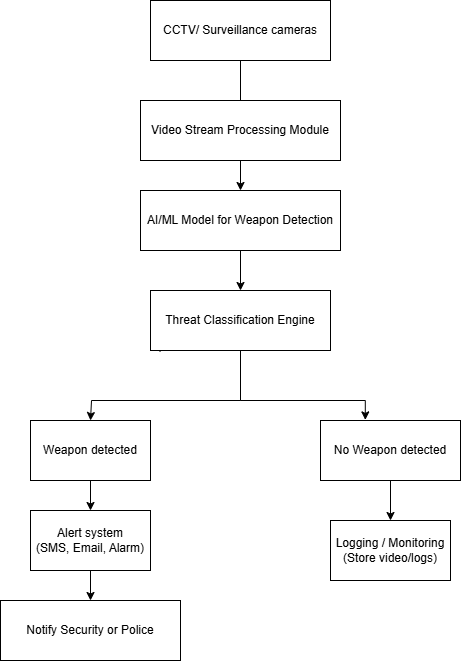 CCTV/ Surveillance cameras
Video Stream Processing Module
AI/ML Model for Weapon Detection
Threat Classification Engine
Weapon detected
No Weapon detected
Alert system
(SMS, Email, Alarm)
Logging / Monitoring
(Store video/logs)
Notify Security or Police